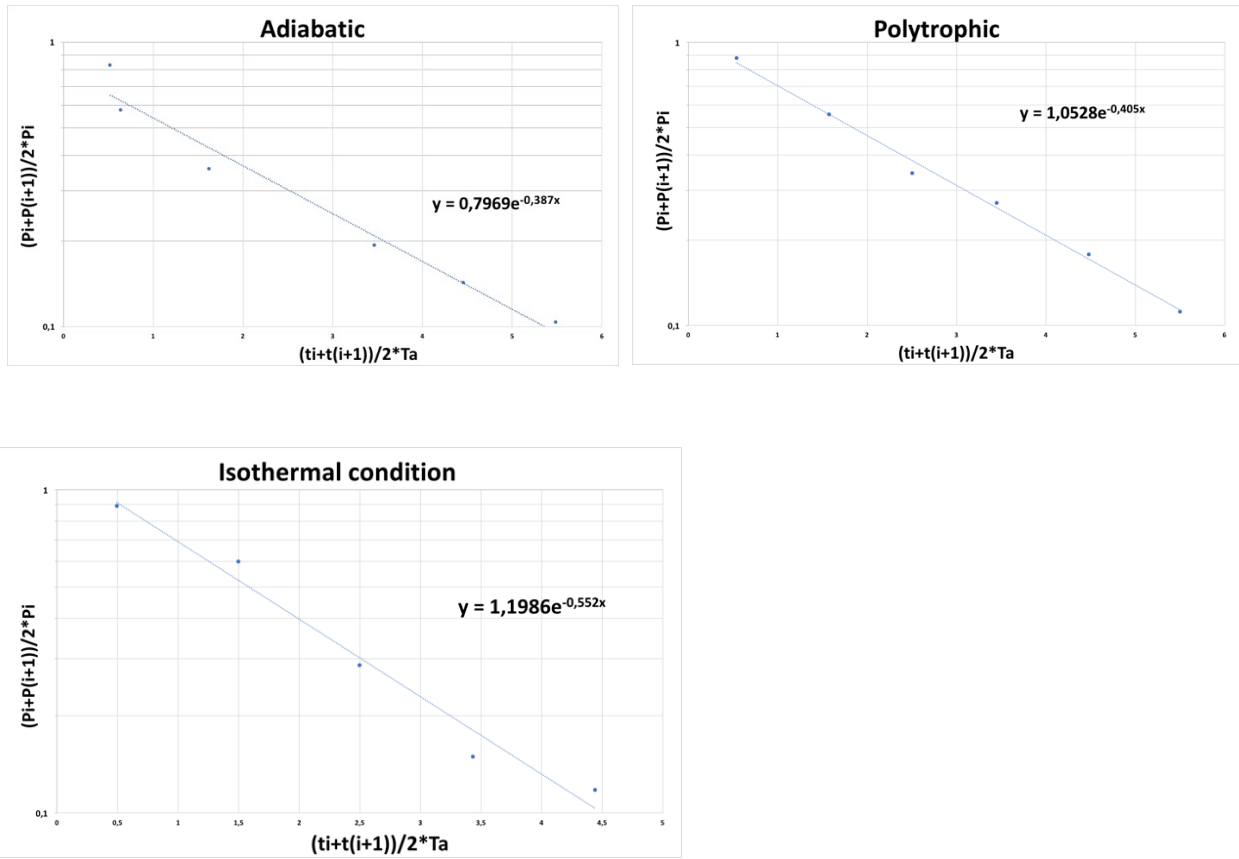 Adiabatic
1
0,1
(Pi+P(i+1))/2*Pi
y = 0,7969e-0,387x
0 1 2 3 4 5 6
(ti+t(i+1))/2*Ta
Polytrophic
1
0,1
(Pi+P(i+1))/2*Pi
y = 1,0528e-0,405x
0 1 2 3 4 5 6
(ti+t(i+1))/2*Ta
Isothermal condition
1
0,1
(Pi+P(i+1))/2*Pi
y = 1,1986e-0,552x
0 0,5 1 1,5 2 2,5 3 3,5 4 4,5 5
(ti+t(i+1))/2*Ta